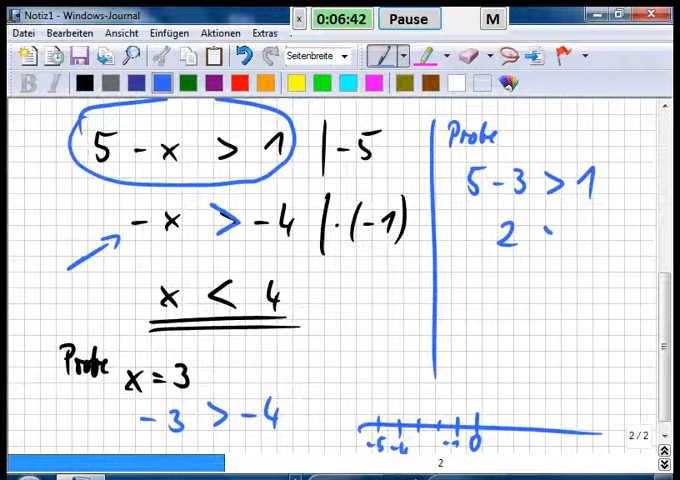 Notiz1 - Windows-Journal
x 0:06:42 Pause M
Datei Bearbeiten Ansicht Einfügen Aktionen Extras
Seitenbreite
B I
5 - x > 1 | -5
- x > -4 | · (-1)
x < 4
Probe x = 3
- 3 > -4
Probe
5 - 3 > 1
2
-5 -4 -1 0
2 / 2
2